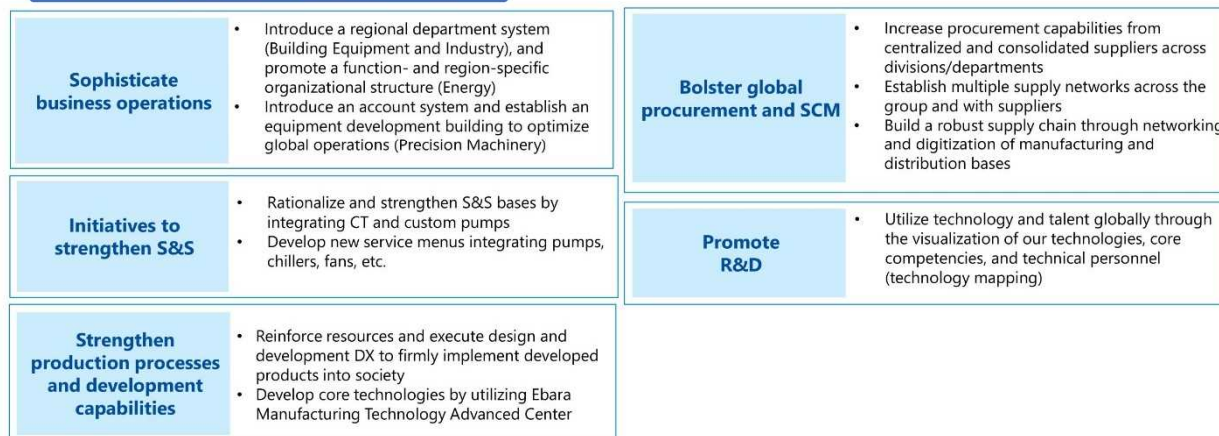 Sophisticate
business operations
• Introduce a regional department system
(Building Equipment and Industry), and
promote a function- and region-specific
organizational structure (Energy)
• Introduce an account system and establish an
equipment development building to optimize
global operations (Precision Machinery)
Initiatives to
strengthen S&S
• Rationalize and strengthen S&S bases by
integrating CT and custom pumps
• Develop new service menus integrating pumps,
chillers, fans, etc.
Strengthen
production processes
and development
capabilities
• Reinforce resources and execute design and
development DX to firmly implement developed
products into society
• Develop core technologies by utilizing Ebara
Manufacturing Technology Advanced Center
Bolster global
procurement and SCM
• Increase procurement capabilities from
centralized and consolidated suppliers across
divisions/departments
• Establish multiple supply networks across the
group and with suppliers
• Build a robust supply chain through networking
and digitization of manufacturing and
distribution bases
Promote
R&D
• Utilize technology and talent globally through
the visualization of our technologies, core
competencies, and technical personnel
(technology mapping)